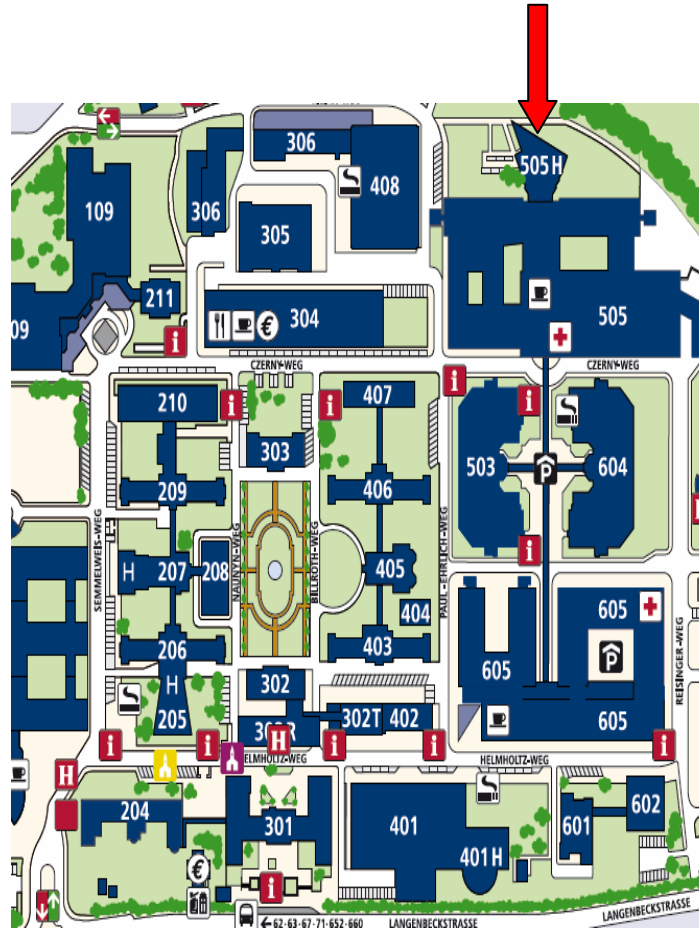 306
505 H
408
109
306
305
211
304
505
09
CZERNY-WEG
CZERNY-WEG
210
407
303
503
604
209
406
SEMMELWEIS-WEG
NAUNYN-WEG
BILLROTH-WEG
PAUL-EHRLICH-WEG
REISINGER-WEG
H
207
208
405
404
605
206
403
605
H
302
205
302T
402
605
H
H
HELMHOLTZ-WEG
204
301
401
401 H
601
602
62·63·67·71·652·660
LANGENBECKSTRASSE
LANGENBECKSTRASSE